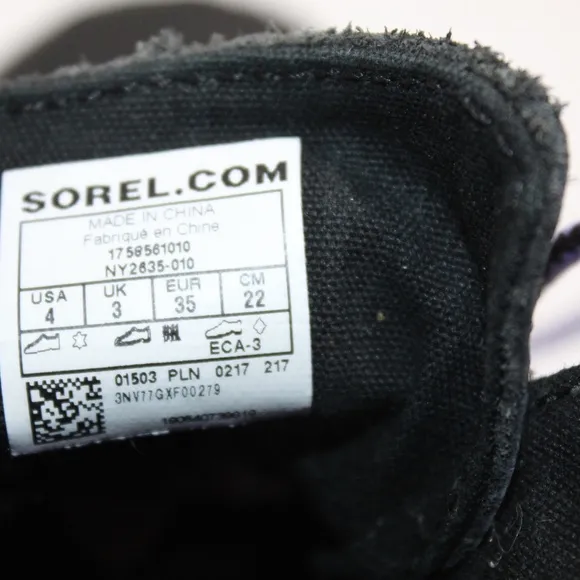 SOREL.COM
MADE IN CHINA
Fabriqué en Chine
1758561010
NY2635-010
USA UK EUR CM
4 3 35 22
ECA-3
01503 PLN 0217 217
3NV77GXF00279